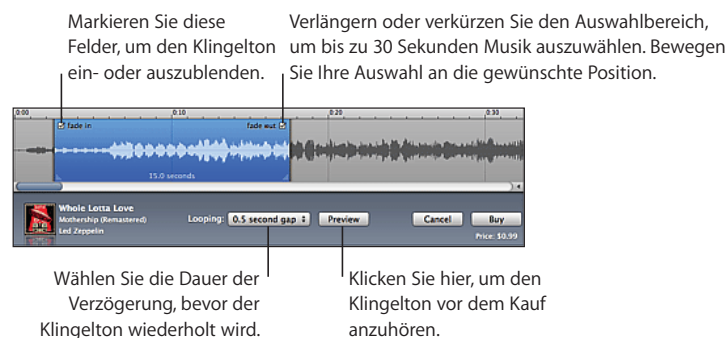 Markieren Sie diese
Felder, um den Klingelton
ein- oder auszublenden.
Verlängern oder verkürzen Sie den Auswahlbereich,
um bis zu 30 Sekunden Musik auszuwählen. Bewegen
Sie Ihre Auswahl an die gewünschte Position.
0:00 0:10 0:20 0:30
fade in fade out
15.0 seconds
Whole Lotta Love
Mothership (Remastered)
Led Zeppelin
Looping: 0.5 second gap Preview Cancel Buy
Price: $0.99
Wählen Sie die Dauer der
Verzögerung, bevor der
Klingelton wiederholt wird.
Klicken Sie hier, um den
Klingelton vor dem Kauf
anzuhören.